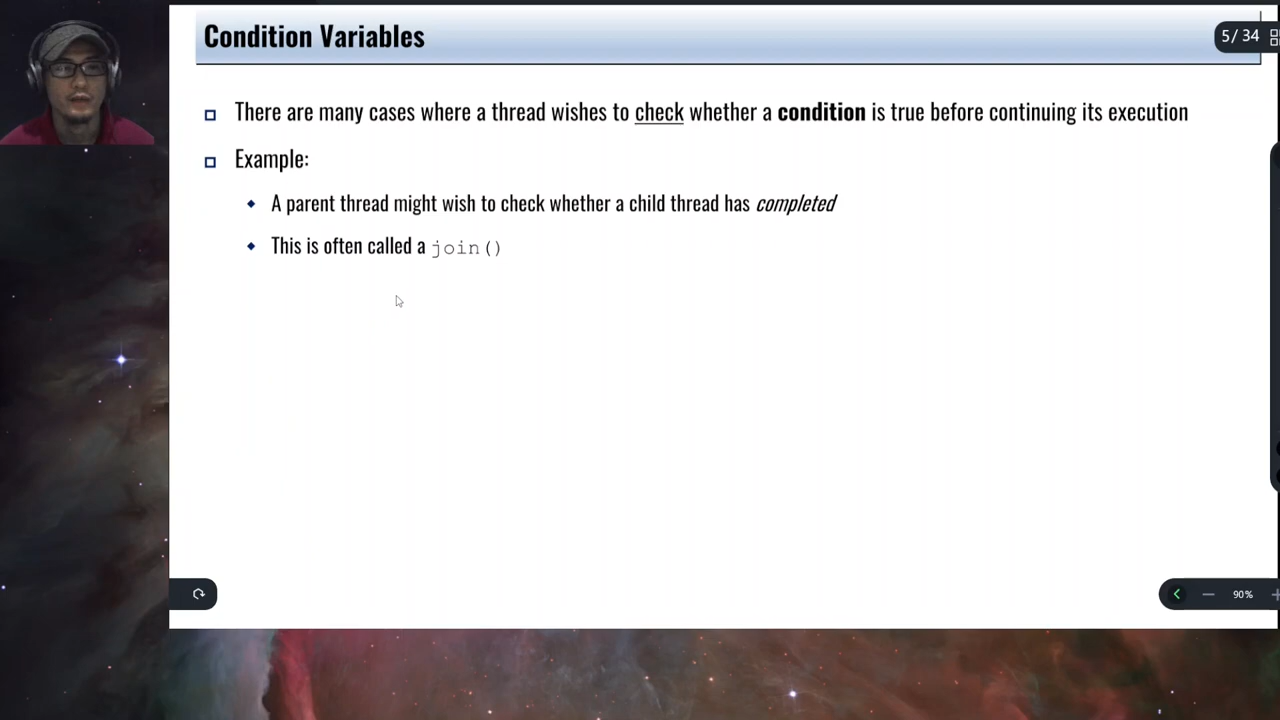 Condition Variables
5 / 34
There are many cases where a thread wishes to check whether a condition is true before continuing its execution
Example:
A parent thread might wish to check whether a child thread has completed
This is often called a join()
90%